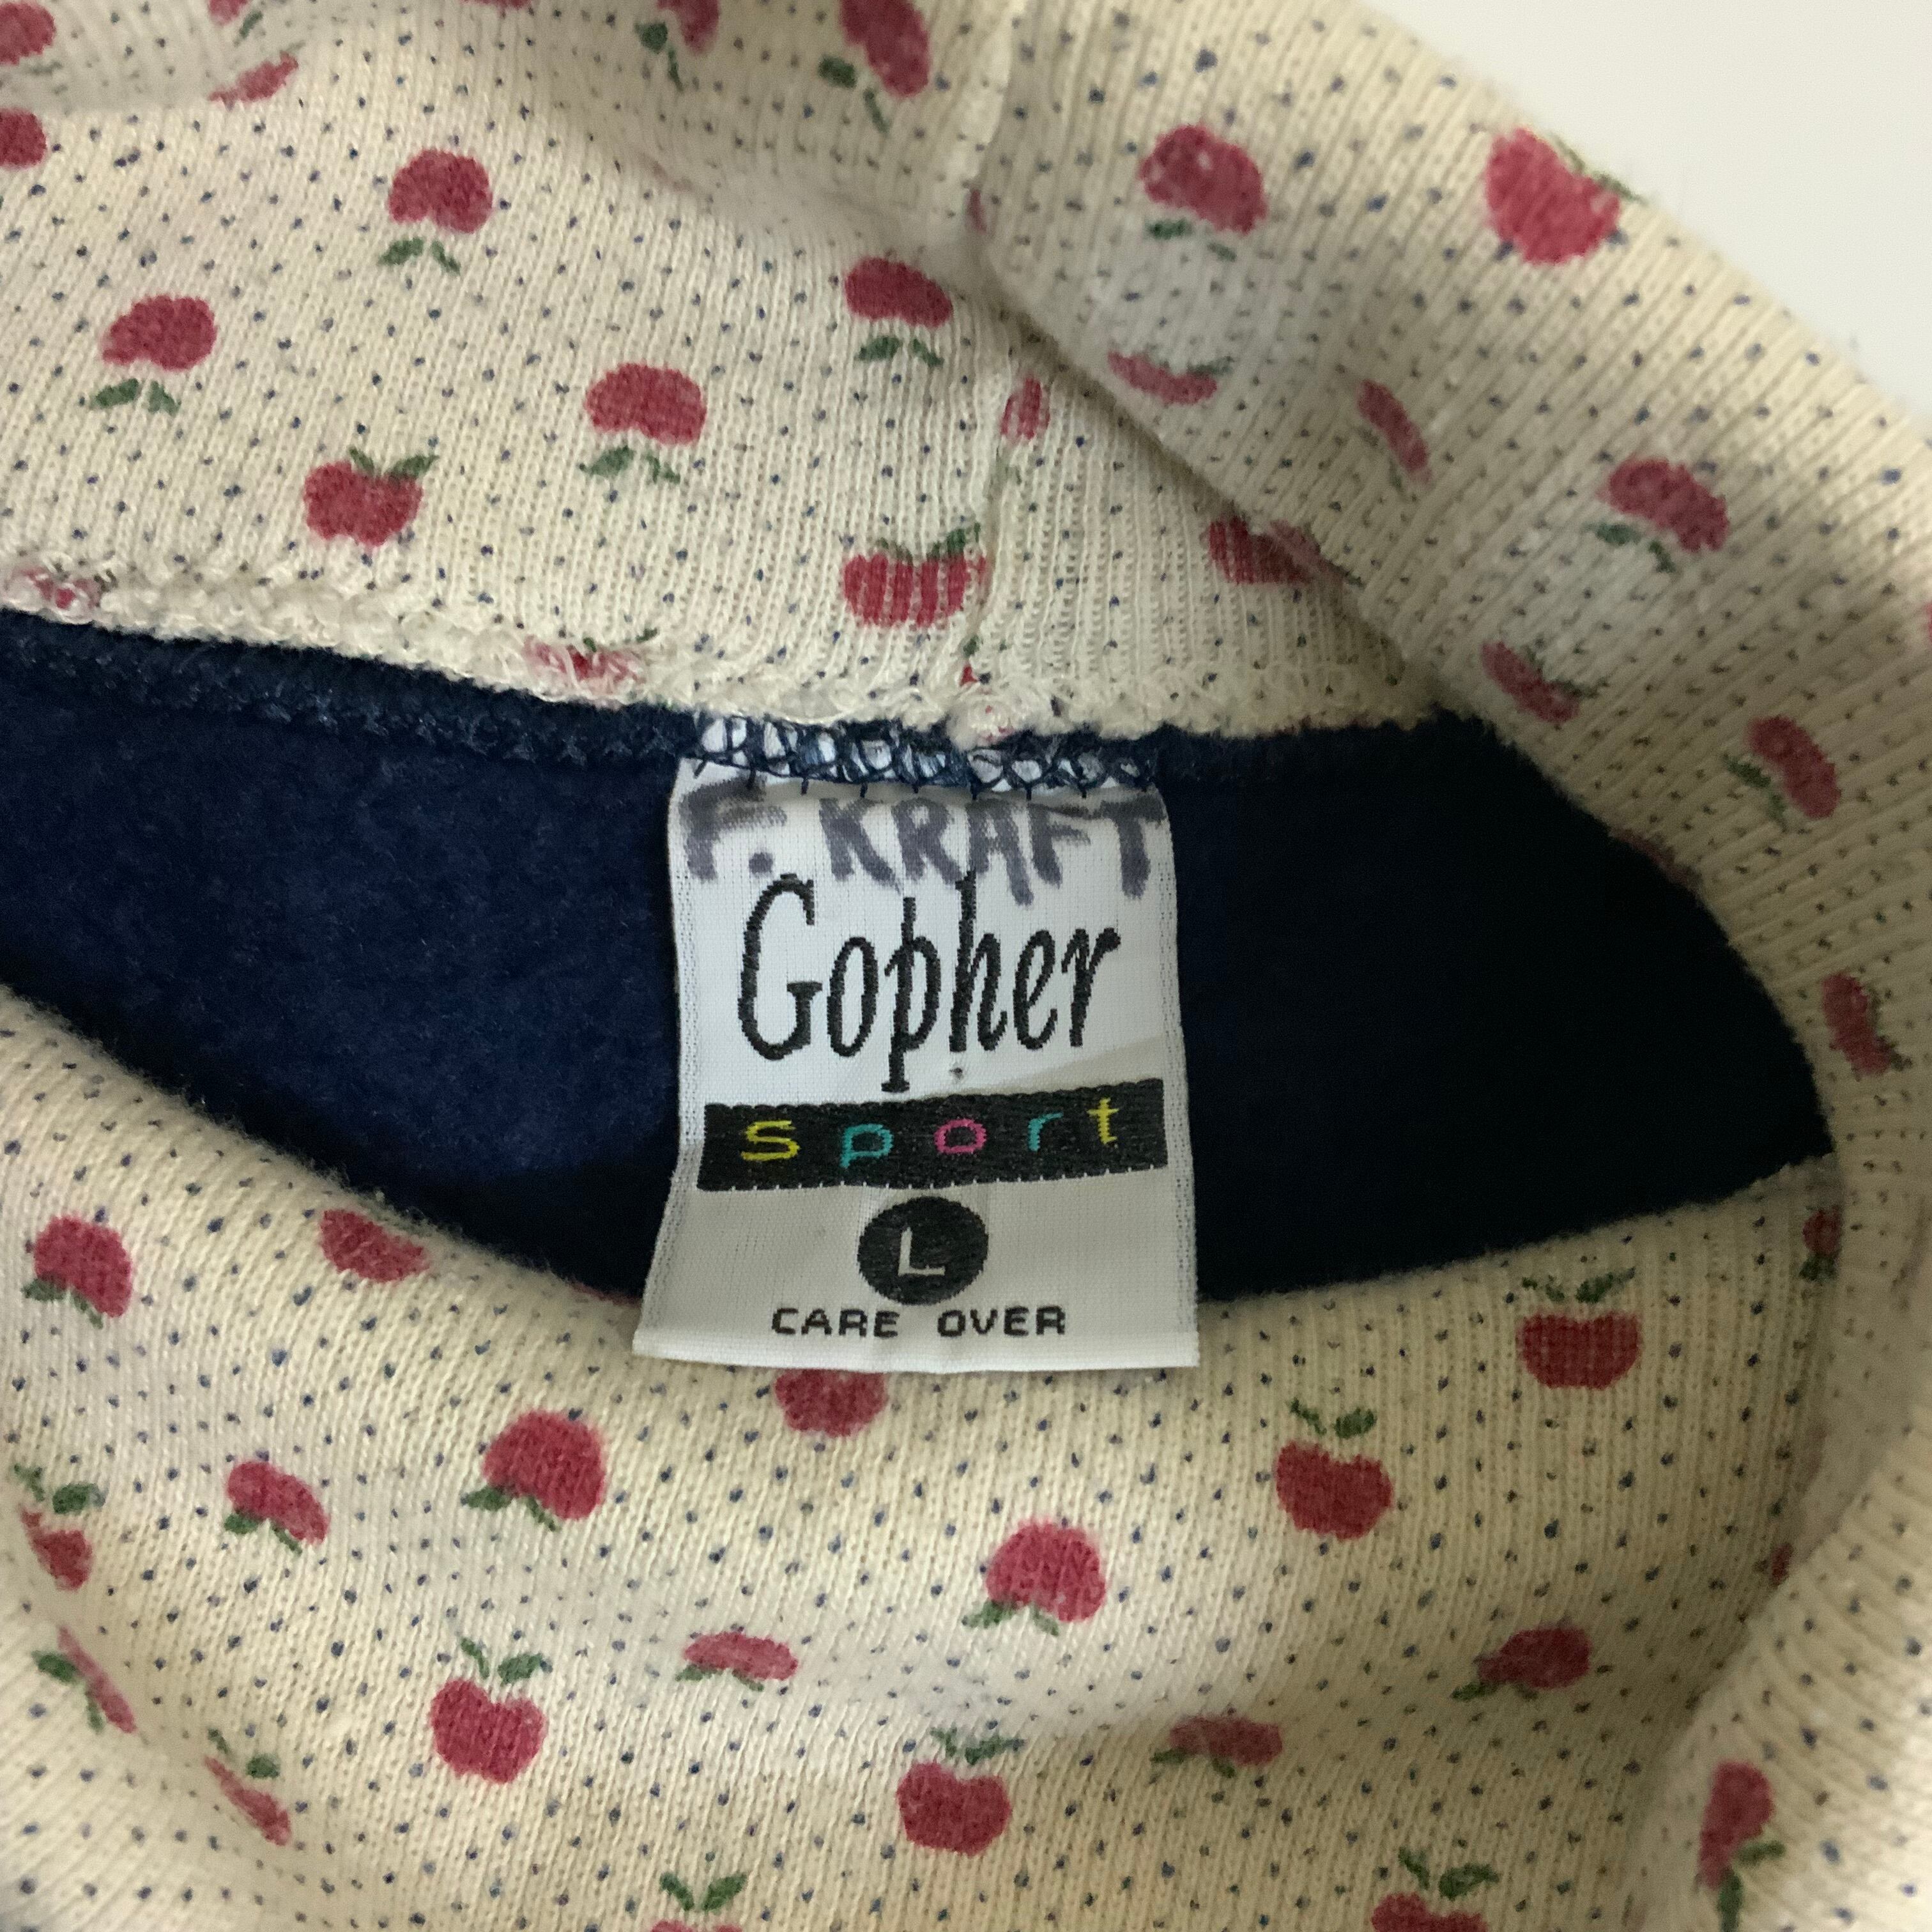 F. KRAFT
Gopher
sport
L
CARE OVER